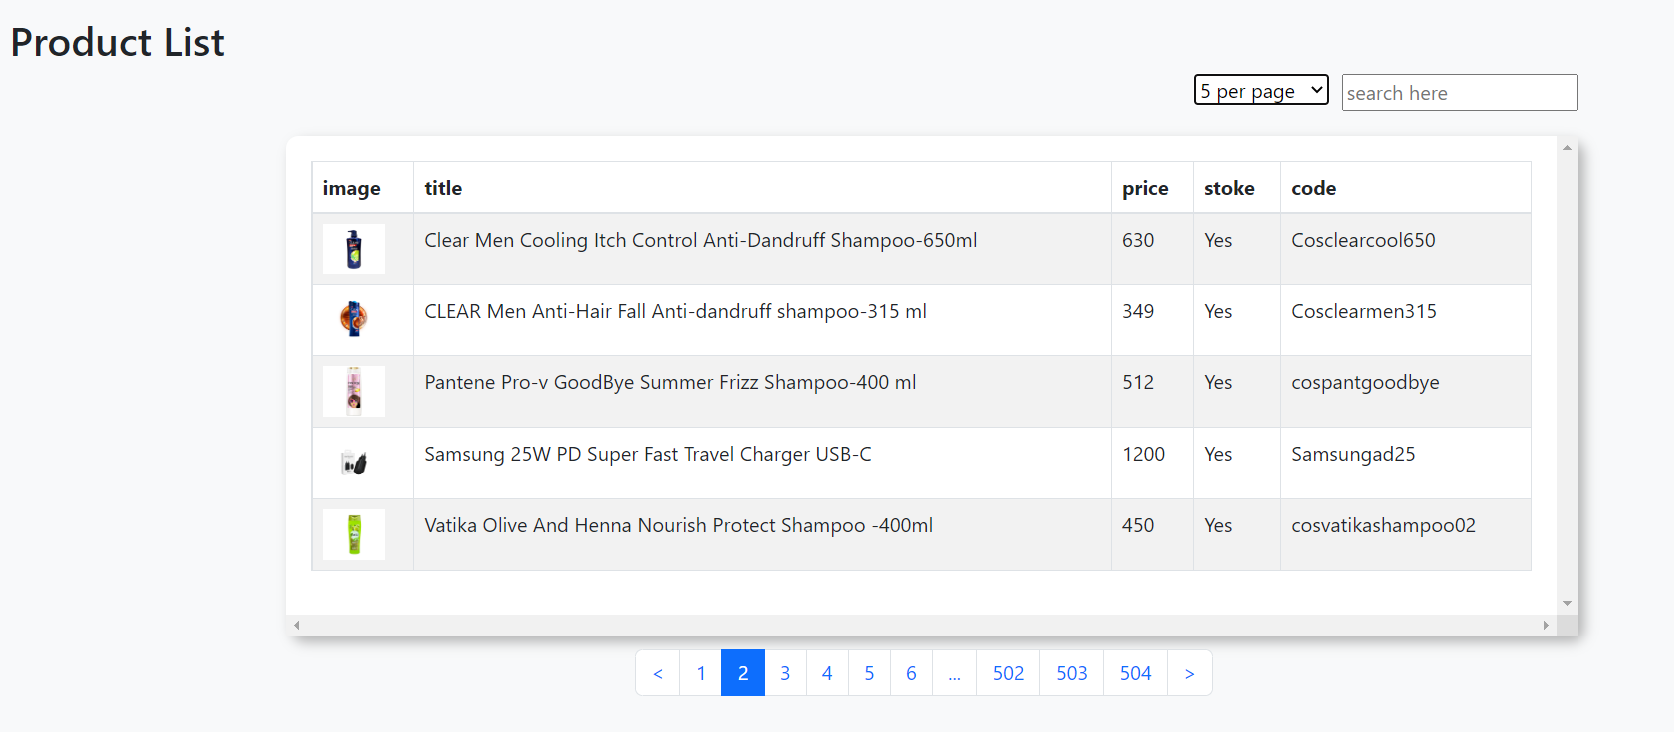 Product List
5 per page search here
image title price stoke code
Clear Men Cooling Itch Control Anti-Dandruff Shampoo-650ml 630 Yes Cosclearcool650
CLEAR Men Anti-Hair Fall Anti-dandruff shampoo-315 ml 349 Yes Cosclearmen315
Pantene Pro-v GoodBye Summer Frizz Shampoo-400 ml 512 Yes cospantgoodbye
Samsung 25W PD Super Fast Travel Charger USB-C 1200 Yes Samsungad25
Vatika Olive And Henna Nourish Protect Shampoo -400ml 450 Yes cosvatikashampoo02
< 1 2 3 4 5 6 ... 502 503 504 >